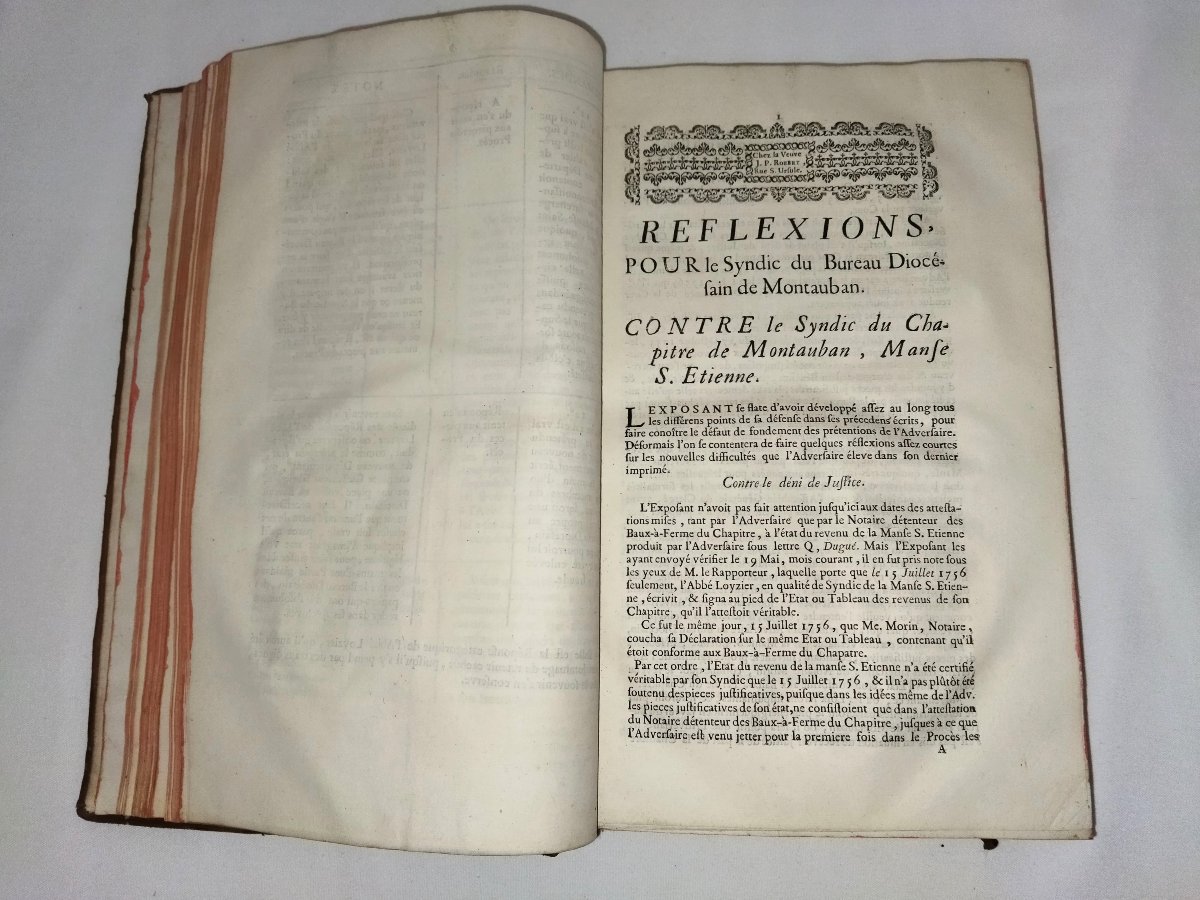 1
Chez la Veuve
J. P. ROBERT
Rue S. Ursule.
REFLEXIONS,
POUR le Syndic du Bureau Diocé-
ſain de Montauban.
CONTRE le Syndic du Cha-
pitre de Montauban, Manſe
S. Etienne.
LEXPOSANT ſe flate d'avoir développé aſſez au long tous
les différens points de ſa défenſe dans ſes précedens écrits, pour
faire conoître le défaut de fondement des prétentions de l'Adverſaire.
Déſormais l'on ſe contentera de faire quelques réflexions aſſez courtes
ſur les nouvelles difficultés que l'Adverſaire éleve dans ſon dernier
imprimé.
Contre le déni de Juſtice.
L'Expoſant n'avoit pas fait attention juſqu'ici aux dates des atteſta-
tions miſes, tant par l'Adverſaire que par le Notaire détenteur des
Baux-à-Ferme du Chapitre, à l'état du revenu de la Manſe S. Etienne
produit par l'Adverſaire ſous lettre Q, Dugué. Mais l'Expoſant les
ayant envoyé vérifier le 19 Mai, mois courant, il en fut pris note ſous
les yeux de M. le Rapporteur, laquelle porte que le 15 Juillet 1756
ſeulement, l'Abbé Loyzier, en qualité de Syndic de la Manſe S. Etien-
ne, écrivit, & ſigna au pied de l'Etat ou Tableau des revenus de ſon
Chapitre, qu'il l'atteſtoit véritable.
Ce fut le même jour, 15 Juillet 1756, que Me. Morin, Notaire,
coucha ſa Déclaration ſur le même Etat ou Tableau, contenant qu'il
étoit conforme aux Baux-à-Ferme du Chapatre.
Par cet ordre, l'Etat du revenu de la manſe S. Etienne n'a été certifié
véritable par ſon Syndic que le 15 Juillet 1756, & il n'a pas plûtôt été
ſoutenu des pieces juſtificatives, puiſque dans les idées même de l'Adv.
les pieces juſtificatives de ſon état, ne conſiſtoient que dans l'atteſtation
du Notaire détenteur des Baux-à-Ferme du Chapitre, juſques à ce que
l'Adverſaire eſt venu jetter pour la premiere fois dans le Procès les
A